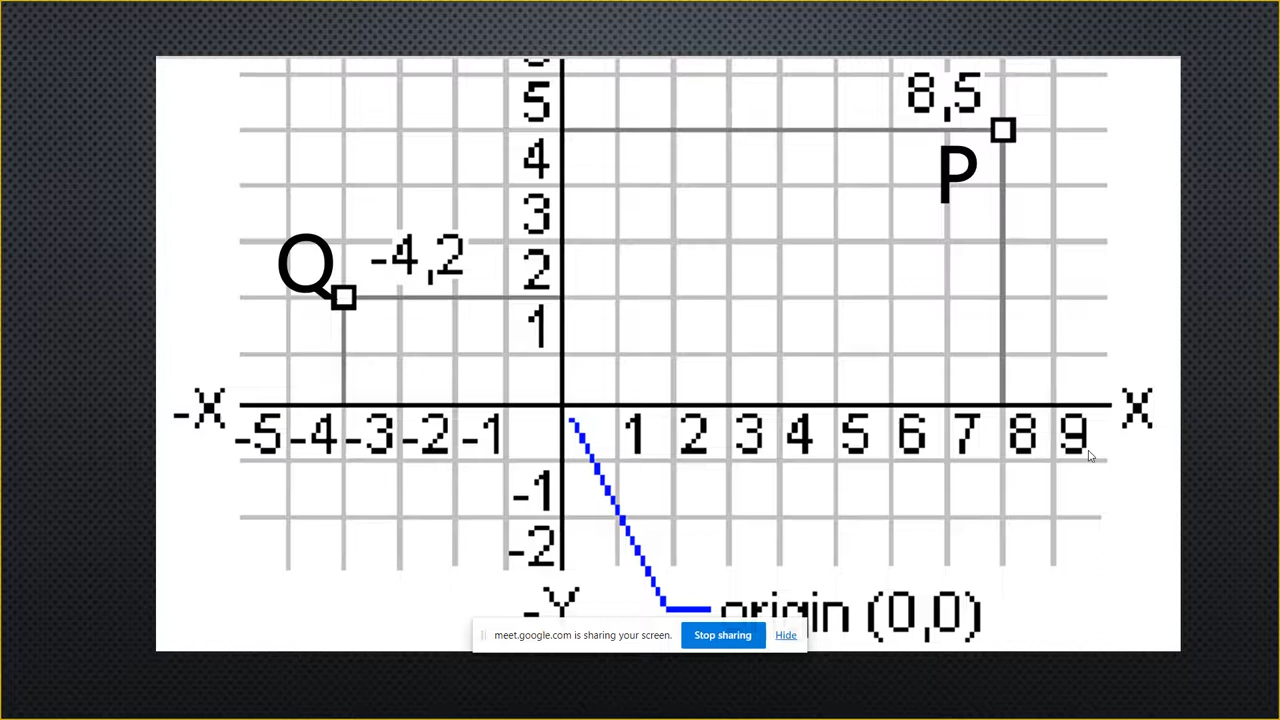 5
8,5
4
P
3
Q
-4,2
2
1
-X
X
-5 -4 -3 -2 -1
1 2 3 4 5 6 7 8 9
-1
-2
-Y
origin (0,0)
meet.google.com is sharing your screen.
Stop sharing
Hide